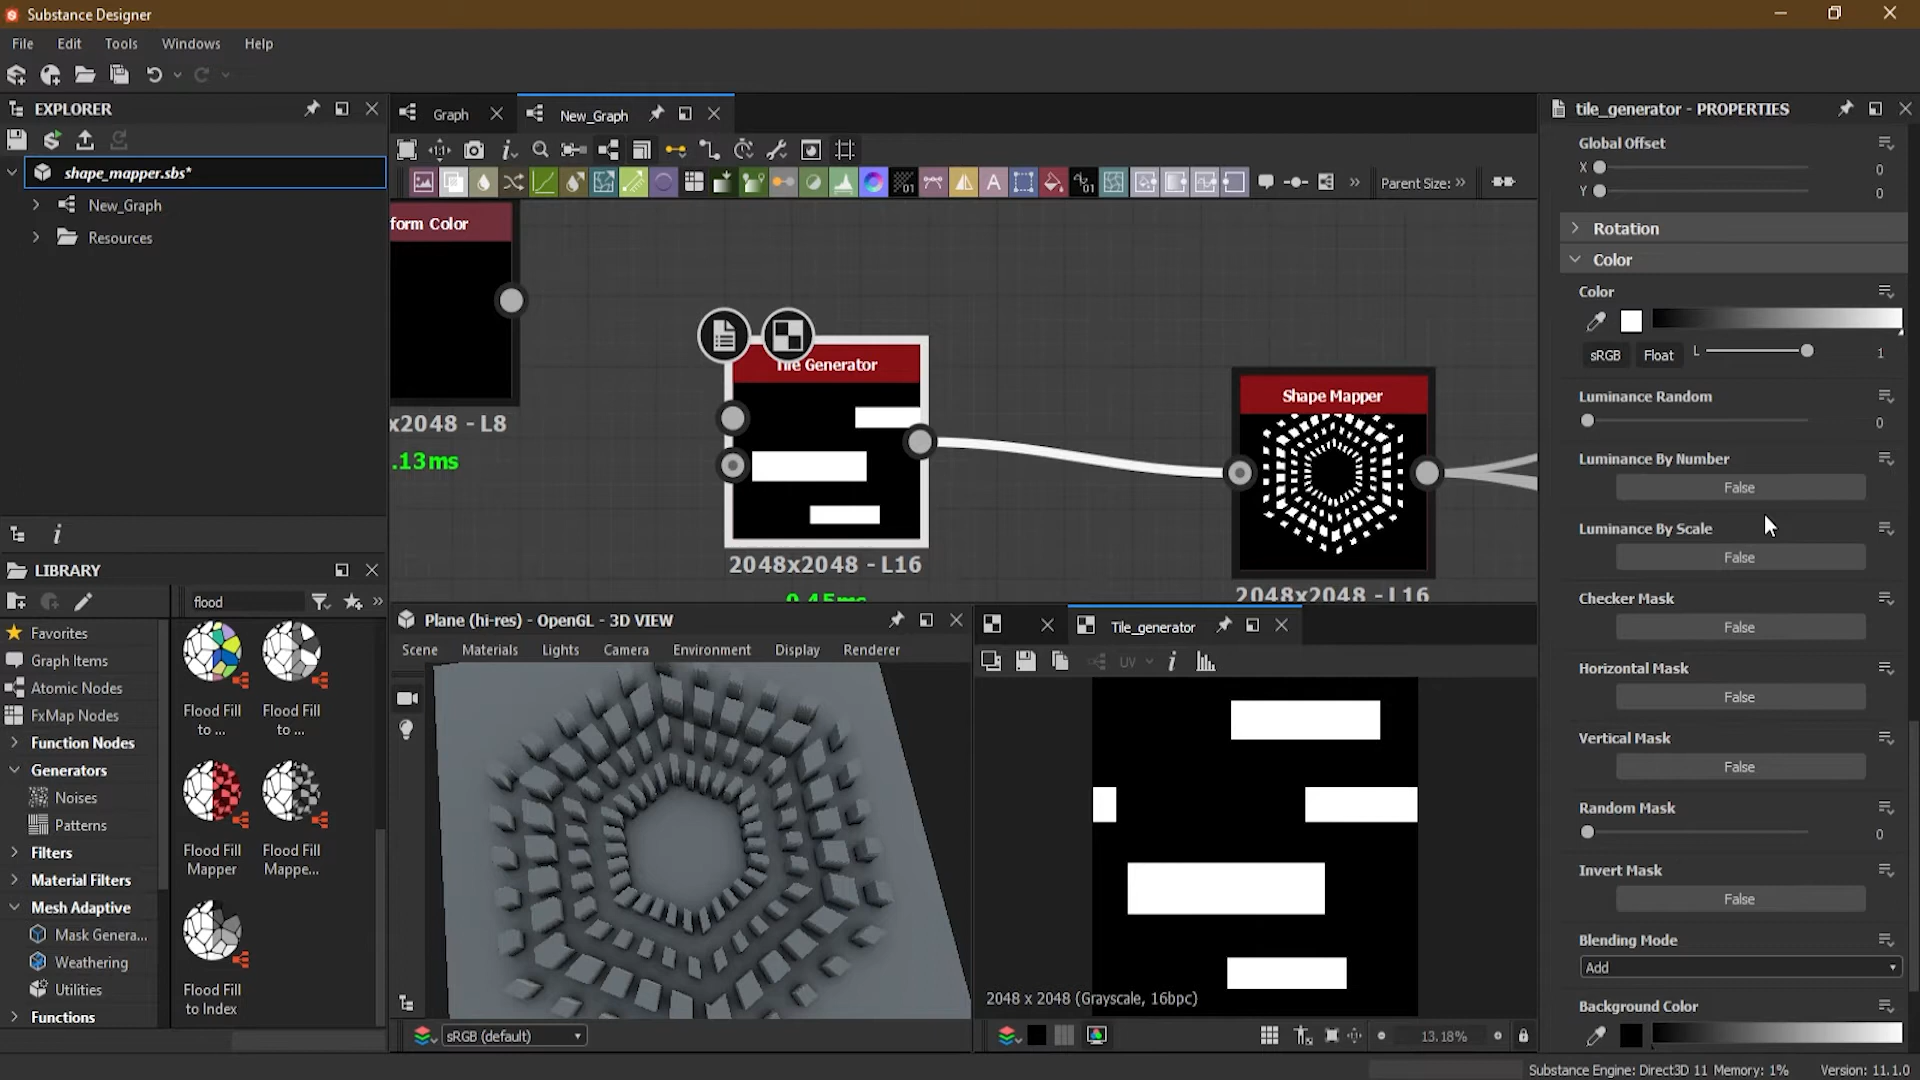 Substance Designer
File Edit Tools Windows Help
EXPLORER
shape_mapper.sbs*
New_Graph
Resources
LIBRARY
flood
Favorites
Graph Items
Atomic Nodes
FxMap Nodes
Function Nodes
Generators
Noises
Patterns
Filters
Material Filters
Mesh Adaptive
Mask Genera...
Weathering
Utilities
Functions
Flood Fill to ...
Flood Fill to ...
Flood Fill Mapper
Flood Fill Mappe...
Flood Fill to Index
Graph
New_Graph
Parent Size:
form Color
x2048 - L8
.13ms
Tile Generator
2048x2048 - L16
0.45ms
Shape Mapper
2048x2048 - L16
Plane (hi-res) - OpenGL - 3D VIEW
Scene Materials Lights Camera Environment Display Renderer
sRGB (default)
Tile_generator
UV
2048 x 2048 (Grayscale, 16bpc)
13.18%
tile_generator - PROPERTIES
Global Offset
X 0
Y 0
Rotation
Color
Color
sRGB Float L 1
Luminance Random
0
Luminance By Number
False
Luminance By Scale
False
Checker Mask
False
Horizontal Mask
False
Vertical Mask
False
Random Mask
0
Invert Mask
False
Blending Mode
Add
Background Color
Substance Engine: Direct3D 11 Memory: 1% Version: 11.1.0